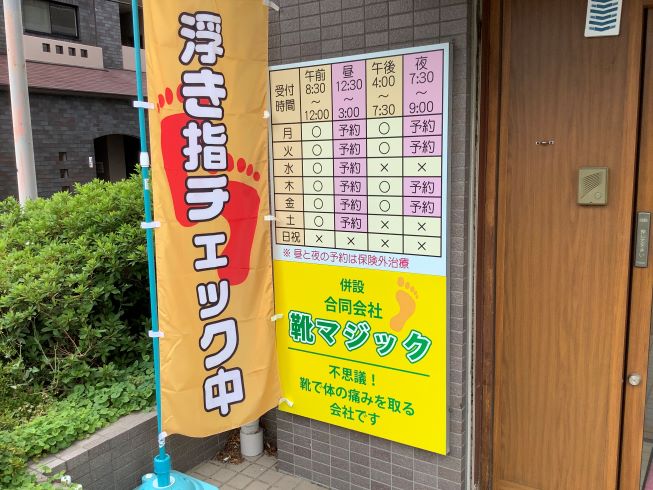 浮き指チェック中
受付時間 午前8:30～12:00 昼12:30～3:00 午後4:00～7:30 夜7:30～9:00
月 ○ 予約 ○ 予約
火 ○ 予約 ○ 予約
水 ○ 予約 × ×
木 ○ 予約 ○ 予約
金 ○ 予約 ○ 予約
土 ○ 予約 × ×
日祝 × × × ×
※ 昼と夜の予約は保険外治療
併設
合同会社
靴マジック
不思議！
靴で体の痛みを取る
会社です